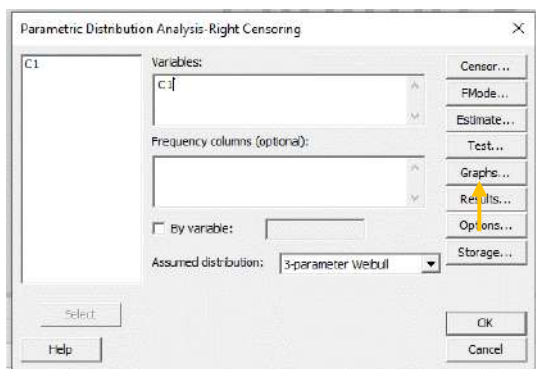 Parametric Distribution Analysis-Right Censoring
C1
Variables:
C1
Frequency columns (optional):
By variable:
Assumed distribution:
3-parameter Weibull
Select
Help
Censor...
FMode...
Estimate...
Test...
Graphs...
Results...
Options...
Storage...
OK
Cancel